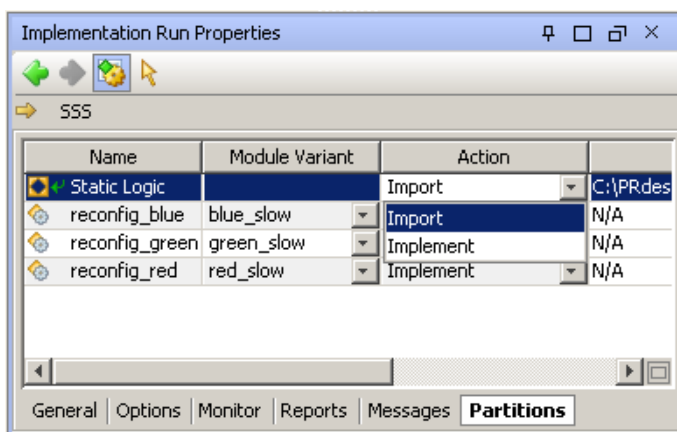 Implementation Run Properties
SSS
Name Module Variant Action
Static Logic Import C:\PRdes
reconfig_blue blue_slow Import N/A
reconfig_green green_slow Implement N/A
reconfig_red red_slow Implement N/A
General Options Monitor Reports Messages Partitions